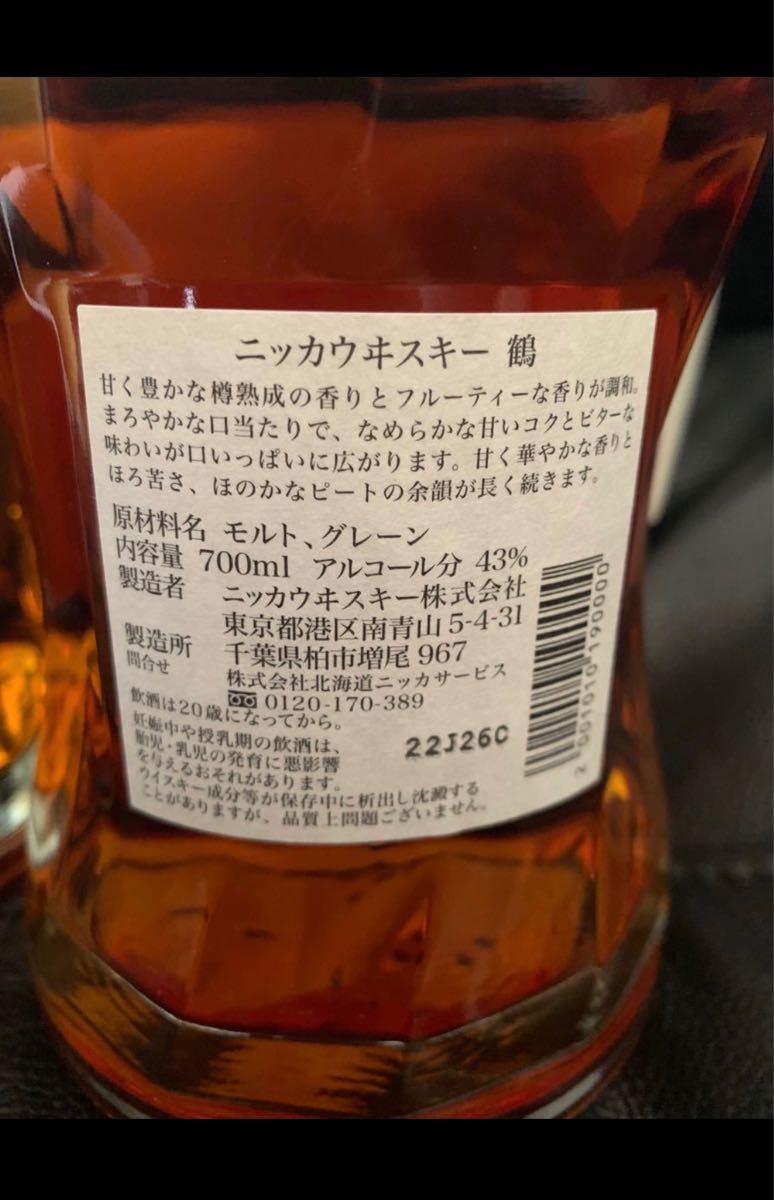 ニッカウヰスキー 鶴
甘く豊かな樽熟成の香りとフルーティーな香りが調和。
まろやかな口当たりで、なめらかな甘いコクとビターな
味わいが口いっぱいに広がります。甘く華やかな香りと
ほろ苦さ、ほのかなピートの余韻が長く続きます。
原材料名 モルト、グレーン
内容量 700ml アルコール分 43%
製造者 ニッカウヰスキー株式会社
東京都港区南青山 5-4-31
製造所 千葉県柏市増尾 967
問合せ 株式会社北海道ニッカサービス
0120-170-389
飲酒は20歳になってから。
妊娠中や授乳期の飲酒は、
胎児・乳児の発育に悪影響
を与えるおそれがあります。
ウイスキー成分等が保存中に析出し沈澱する
ことがありますが、品質上問題ございません。
22J26C
2 001010 190000